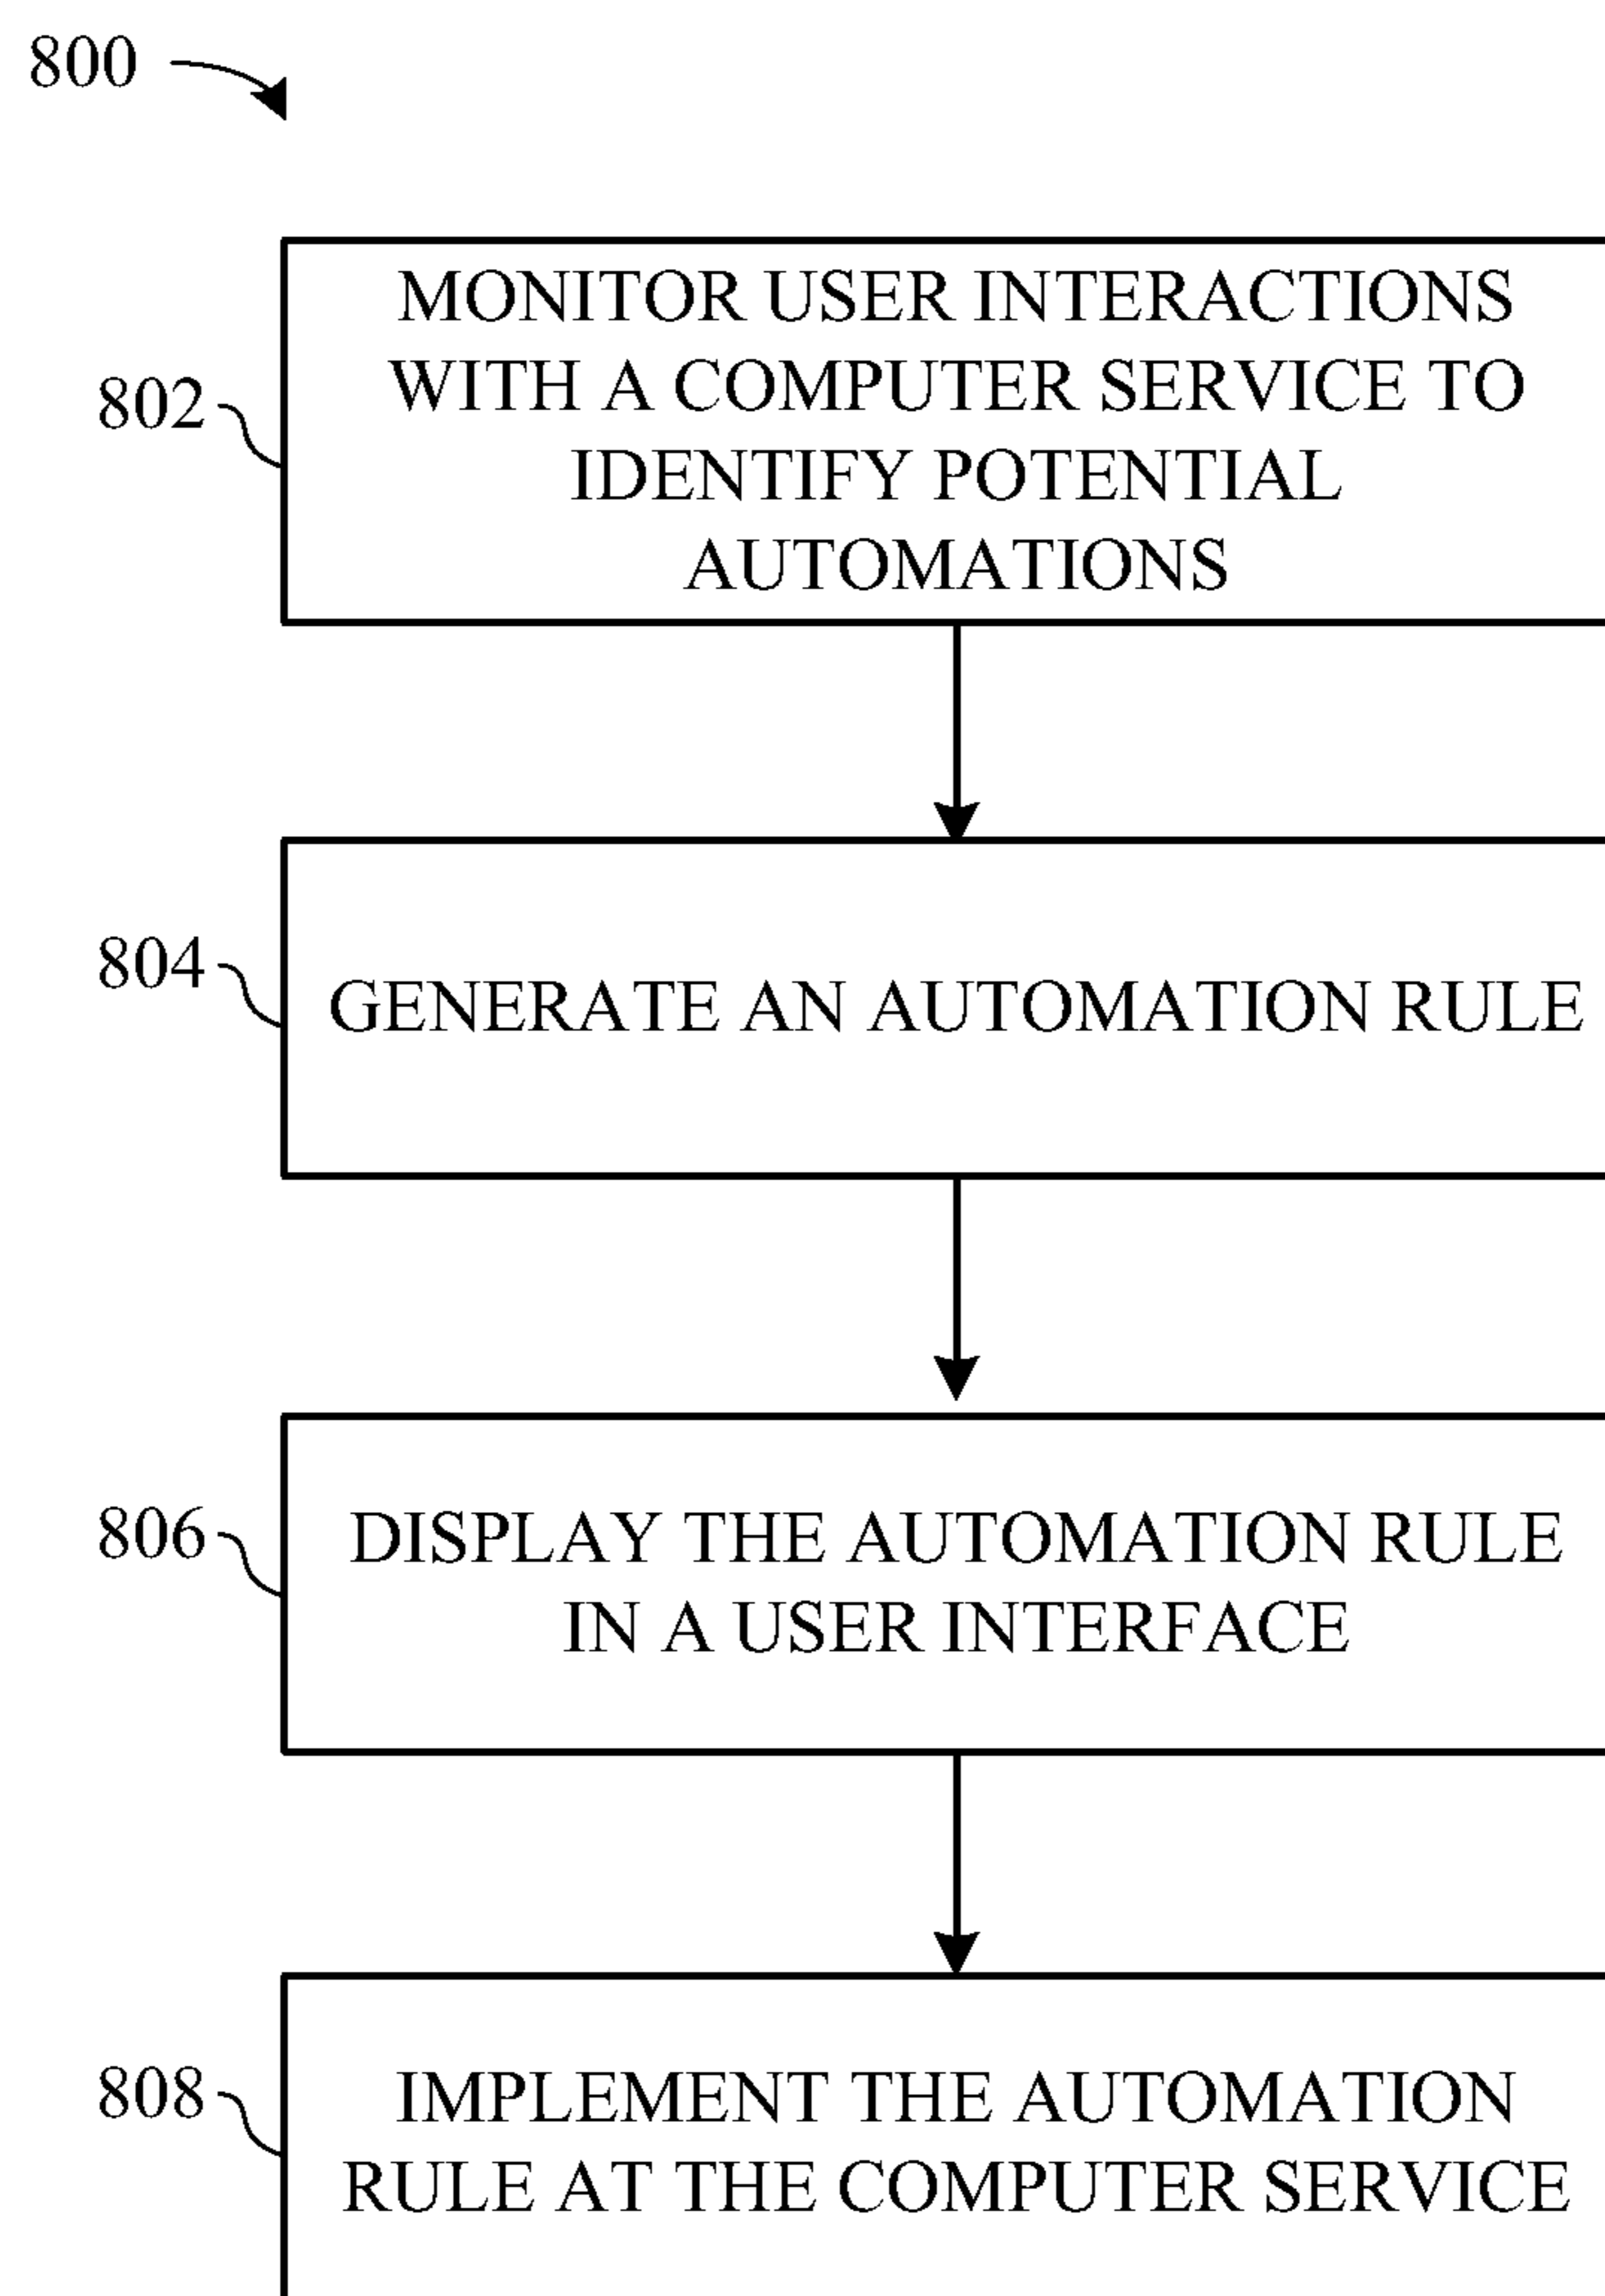 800
802
MONITOR USER INTERACTIONS
WITH A COMPUTER SERVICE TO
IDENTIFY POTENTIAL
AUTOMATIONS
804
GENERATE AN AUTOMATION RULE
806
DISPLAY THE AUTOMATION RULE
IN A USER INTERFACE
808
IMPLEMENT THE AUTOMATION
RULE AT THE COMPUTER SERVICE